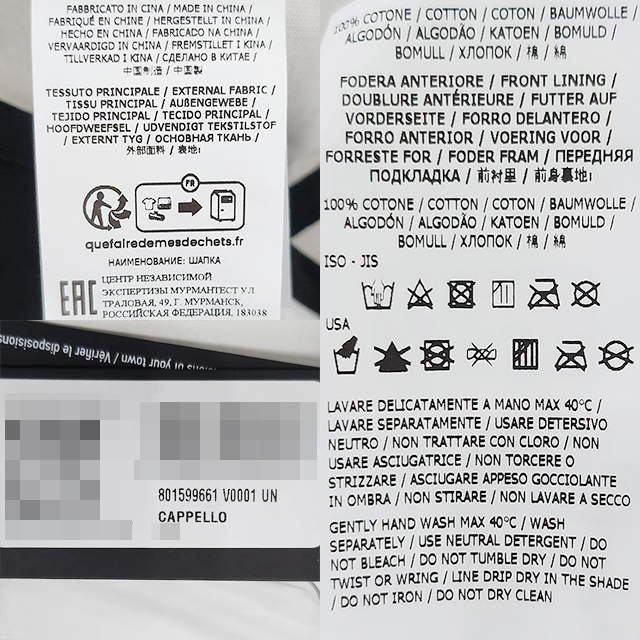 FABBRICATO IN CINA / MADE IN CHINA /
FABRIQUÉ EN CHINE / HERGESTELLT IN CHINA /
HECHO EN CHINA / FABRICADO NA CHINA /
VERVAARDIGD IN CHINA / FREMSTILLET I KINA /
TILLVERKAD I KINA / СДЕЛАНО В КИТАЕ /
中国制造 / 中国製
TESSUTO PRINCIPALE / EXTERNAL FABRIC /
TISSU PRINCIPAL / AUßENGEWEBE /
TEJIDO PRINCIPAL / TECIDO PRINCIPAL /
HOOFDWEEFSEL / UDVENDIGT TEKSTILSTOF
/ EXTERNT TYG / ОСНОВНАЯ ТКАНЬ /
外部面料 / 表地:
FR
quefairedemesdechets.fr
НАИМЕНОВАНИЕ: ШАПКА
EAC
ЦЕНТР НЕЗАВИСИМОЙ
ЭКСПЕРТИЗЫ МУРМАНТЕСТ УЛ.
ТРАЛОВАЯ, 49, Г. МУРМАНСК,
РОССИЙСКАЯ ФЕДЕРАЦИЯ, 183038
ons of your town / Vérifier le disposisions
801599661 V0001 UN
CAPPELLO
100% COTONE / COTTON / COTON / BAUMWOLLE /
ALGODÓN / ALGODÃO / KATOEN / BOMULD /
BOMULL / ХЛОПОК / 棉 / 綿
FODERA ANTERIORE / FRONT LINING /
DOUBLURE ANTÉRIEURE / FUTTER AUF
VORDERSEITE / FORRO DELANTERO /
FORRO ANTERIOR / VOERING VOOR /
FORRESTE FOR / FODER FRAM / ПЕРЕДНЯЯ
ПОДКЛАДКА / 前衬里 / 前身裏地:
100% COTONE / COTTON / COTON / BAUMWOLLE /
ALGODÓN / ALGODÃO / KATOEN / BOMULD /
BOMULL / ХЛОПОК / 棉 / 綿
ISO - JIS
USA
LAVARE DELICATAMENTE A MANO MAX 40°C /
LAVARE SEPARATAMENTE / USARE DETERSIVO
NEUTRO / NON TRATTARE CON CLORO / NON
USARE ASCIUGATRICE / NON TORCERE O
STRIZZARE / ASCIUGARE APPESO GOCCIOLANTE
IN OMBRA / NON STIRARE / NON LAVARE A SECCO
GENTLY HAND WASH MAX 40°C / WASH
SEPARATELY / USE NEUTRAL DETERGENT / DO
NOT BLEACH / DO NOT TUMBLE DRY / DO NOT
TWIST OR WRING / LINE DRIP DRY IN THE SHADE
/ DO NOT IRON / DO NOT DRY CLEAN